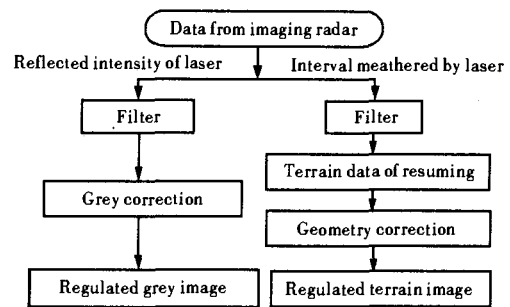 Data from imaging radar
Reflected intensity of laser
Interval meathered by laser
Filter
Filter
Terrain data of resuming
Grey correction
Geometry correction
Regulated grey image
Regulated terrain image